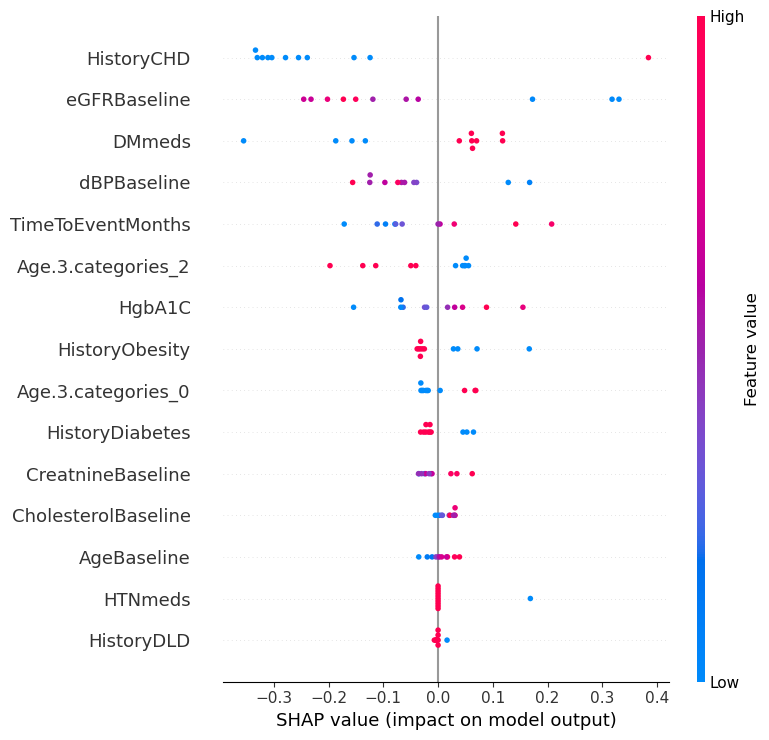 High
HistoryCHD
eGFRBaseline
DMmeds
dBPBaseline
TimeToEventMonths
Age.3.categories_2
HgbA1C
HistoryObesity
Age.3.categories_0
HistoryDiabetes
CreatnineBaseline
CholesterolBaseline
AgeBaseline
HTNmeds
HistoryDLD
Feature value
Low
−0.3 −0.2 −0.1 0.0 0.1 0.2 0.3 0.4
SHAP value (impact on model output)